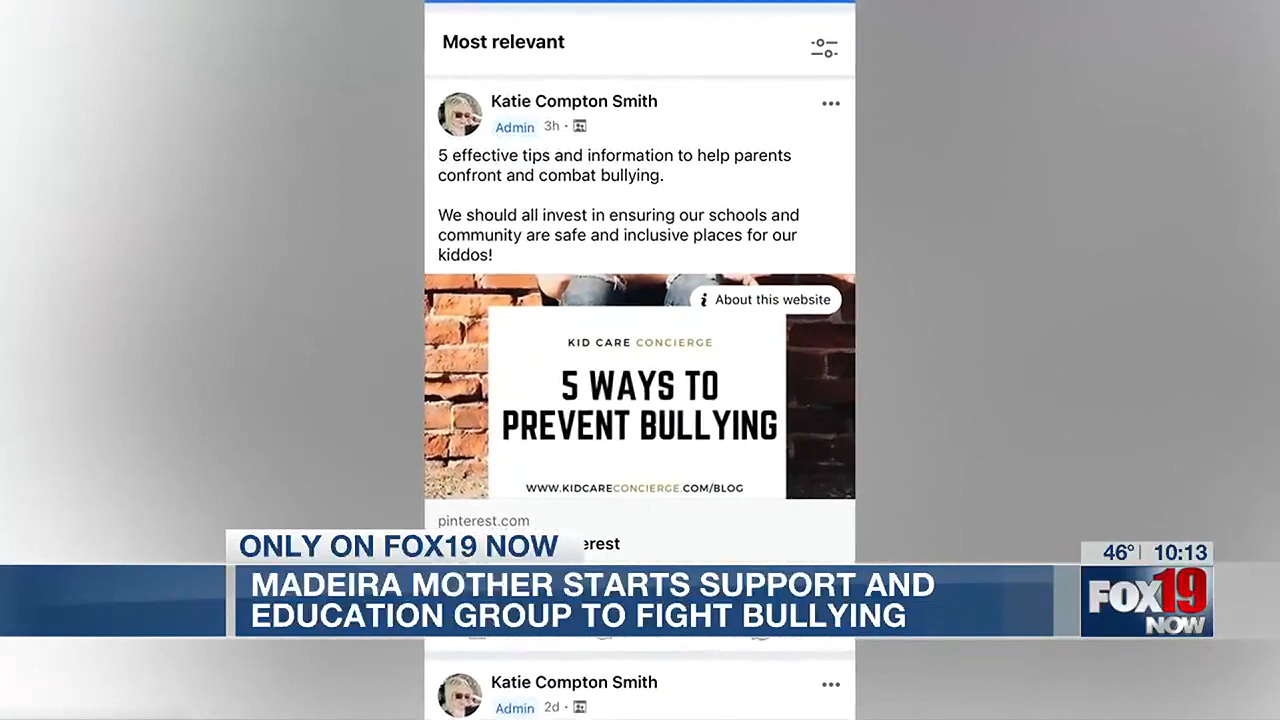 Most relevant
Katie Compton Smith
Admin 3h
5 effective tips and information to help parents
confront and combat bullying.
We should all invest in ensuring our schools and
community are safe and inclusive places for our
kiddos!
About this website
KID CARE CONCIERGE
5 WAYS TO
PREVENT BULLYING
WWW.KIDCARECONCIERGE.COM/BLOG
pinterest.com
erest
ONLY ON FOX19 NOW
MADEIRA MOTHER STARTS SUPPORT AND
EDUCATION GROUP TO FIGHT BULLYING
46° 10:13
FOX19
NOW
Katie Compton Smith
Admin 2d